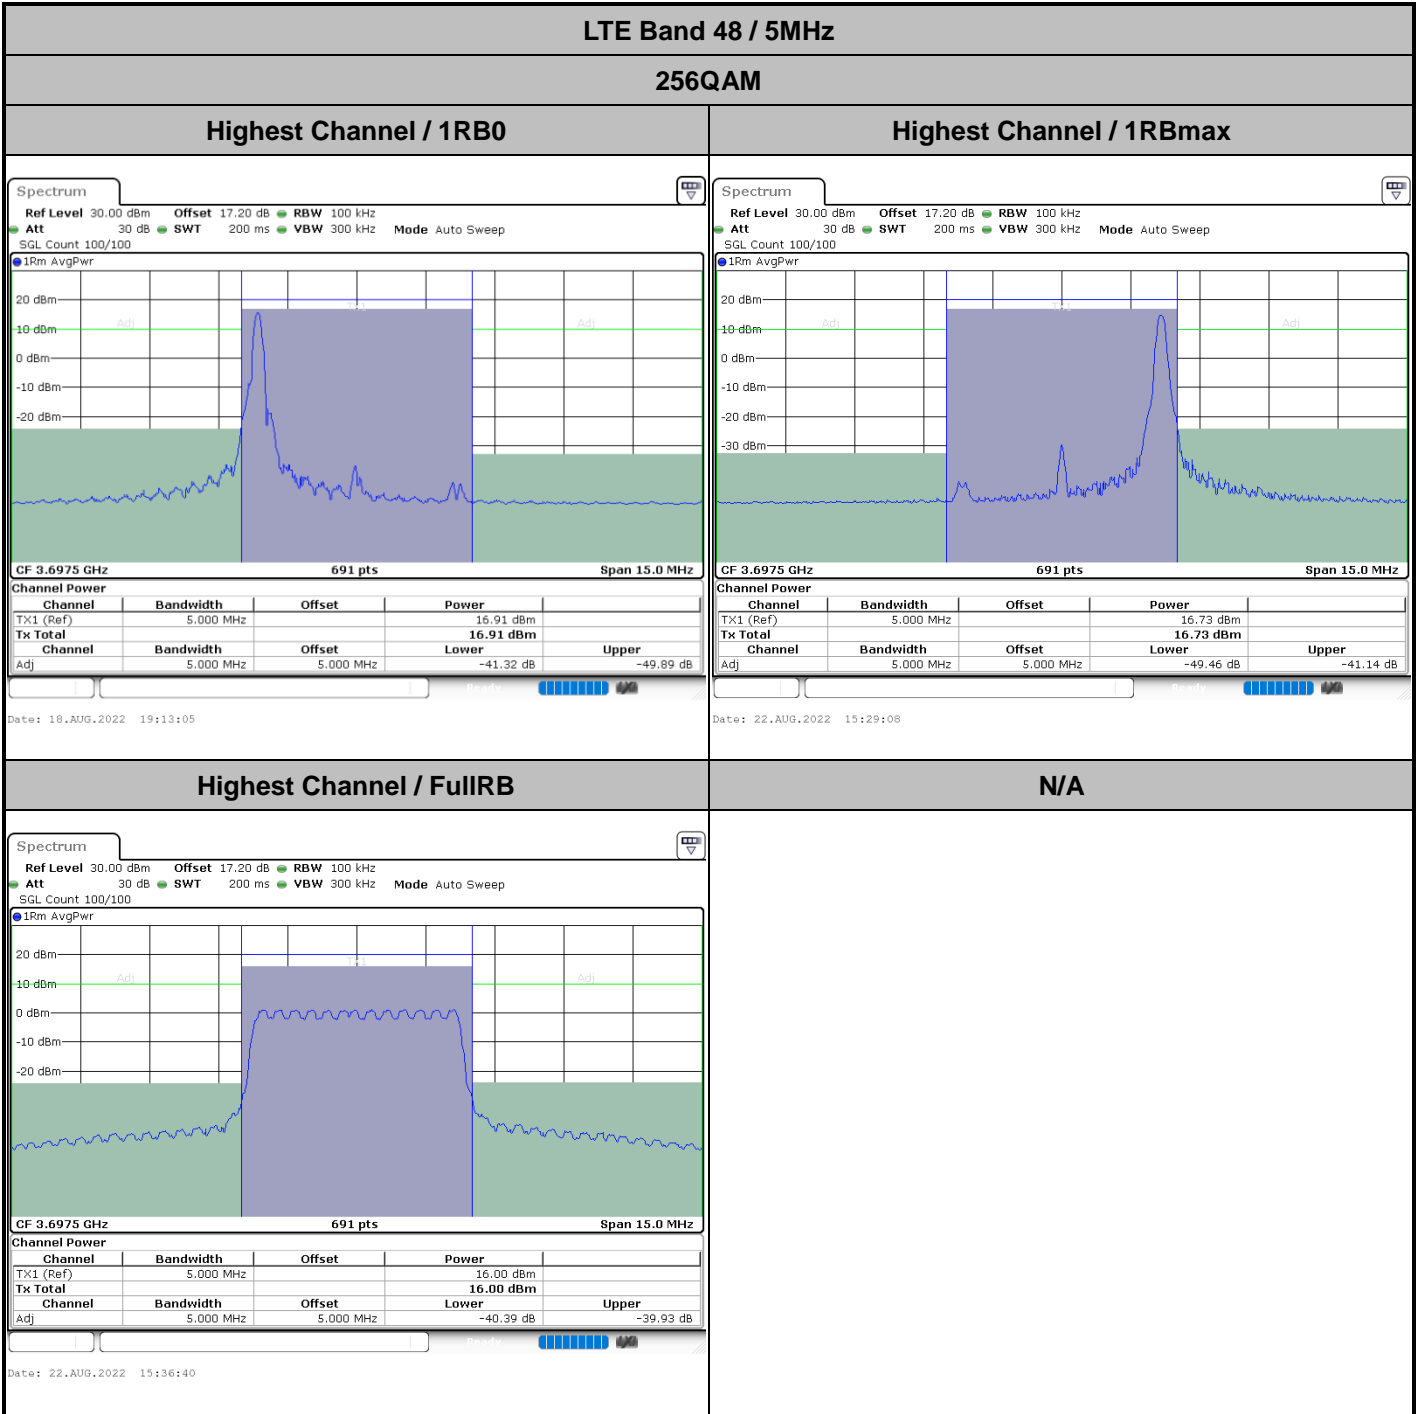 LTE Band 48 / 5MHz
256QAM
Highest Channel / 1RB0
Highest Channel / 1RBmax
Spectrum
Ref Level 30.00 dBm Offset 17.20 dB RBW 100 kHz
Att 30 dB SWT 200 ms VBW 300 kHz Mode Auto Sweep
SGL Count 100/100
1Rm AvgPwr
20 dBm
10 dBm
0 dBm
-10 dBm
-20 dBm
Adj
TX1
Adj
CF 3.6975 GHz 691 pts Span 15.0 MHz
Channel Power
Channel Bandwidth Offset Power
TX1 (Ref) 5.000 MHz 16.91 dBm
Tx Total 16.91 dBm
Channel Bandwidth Offset Lower Upper
Adj 5.000 MHz 5.000 MHz -41.32 dB -49.89 dB
Ready
Date: 18.AUG.2022 19:13:05
Spectrum
Ref Level 30.00 dBm Offset 17.20 dB RBW 100 kHz
Att 30 dB SWT 200 ms VBW 300 kHz Mode Auto Sweep
SGL Count 100/100
1Rm AvgPwr
20 dBm
10 dBm
0 dBm
-10 dBm
-20 dBm
-30 dBm
Adj
TX1
Adj
CF 3.6975 GHz 691 pts Span 15.0 MHz
Channel Power
Channel Bandwidth Offset Power
TX1 (Ref) 5.000 MHz 16.73 dBm
Tx Total 16.73 dBm
Channel Bandwidth Offset Lower Upper
Adj 5.000 MHz 5.000 MHz -49.46 dB -41.14 dB
Ready
Date: 22.AUG.2022 15:29:08
Highest Channel / FullRB
N/A
Spectrum
Ref Level 30.00 dBm Offset 17.20 dB RBW 100 kHz
Att 30 dB SWT 200 ms VBW 300 kHz Mode Auto Sweep
SGL Count 100/100
1Rm AvgPwr
20 dBm
10 dBm
0 dBm
-10 dBm
-20 dBm
Adj
TX1
Adj
CF 3.6975 GHz 691 pts Span 15.0 MHz
Channel Power
Channel Bandwidth Offset Power
TX1 (Ref) 5.000 MHz 16.00 dBm
Tx Total 16.00 dBm
Channel Bandwidth Offset Lower Upper
Adj 5.000 MHz 5.000 MHz -40.39 dB -39.93 dB
Ready
Date: 22.AUG.2022 15:36:40